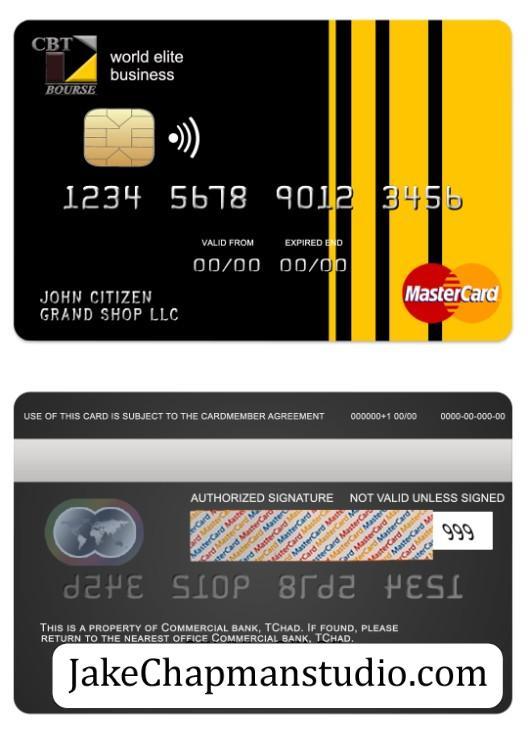 CBT
BOURSE
world elite
business
1234 5678 9012 3456
VALID FROM EXPIRED END
00/00 00/00
JOHN CITIZEN
GRAND SHOP LLC
MasterCard
USE OF THIS CARD IS SUBJECT TO THE CARDMEMBER AGREEMENT 000000+1 00/00 0000-00-000-00
AUTHORIZED SIGNATURE NOT VALID UNLESS SIGNED
999
THIS IS A PROPERTY OF COMMERCIAL BANK, TCHAD. IF FOUND, PLEASE
RETURN TO THE NEAREST OFFICE COMMERCIAL BANK, TCHAD.
JakeChapmanstudio.com